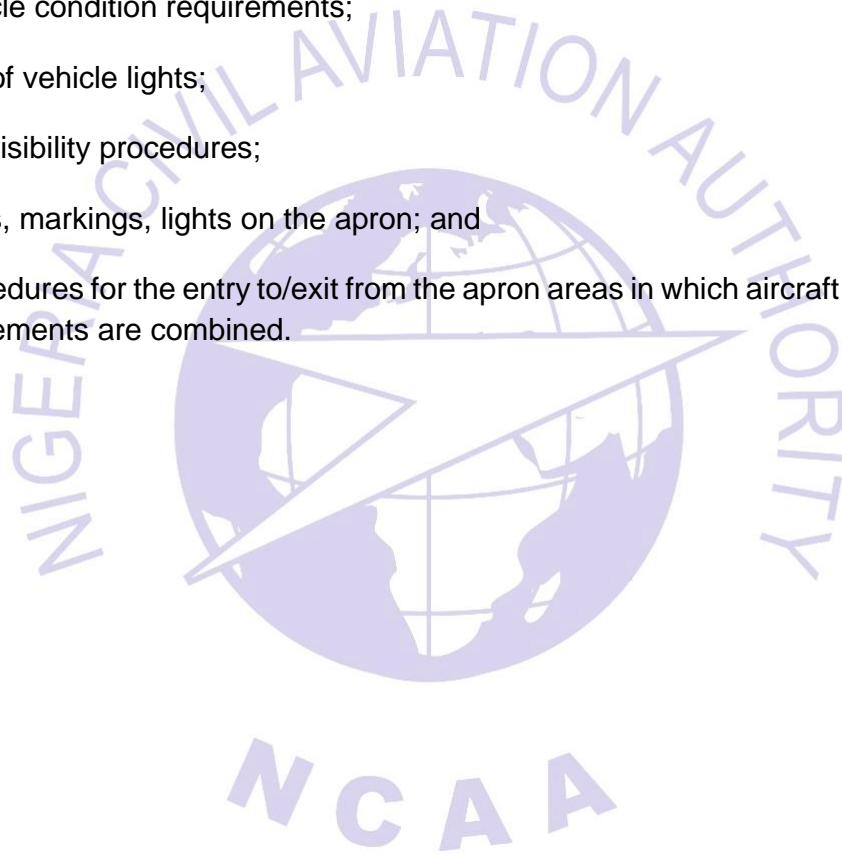 cle condition requirements;
of vehicle lights;
isibility procedures;
s, markings, lights on the apron; and
edures for the entry to/exit from the apron areas in which aircraft
ements are combined.
NIGERIA CIVIL AVIATION AUTHORITY
NCAA